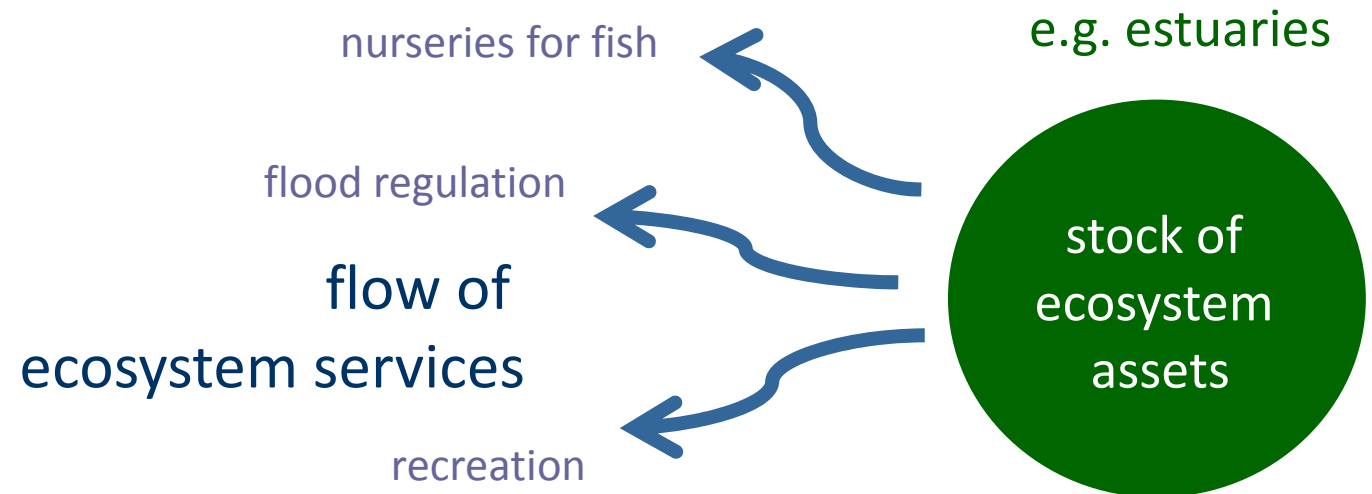 nurseries for fish
e.g. estuaries
flood regulation
flow of
ecosystem services
recreation
stock of
ecosystem
assets